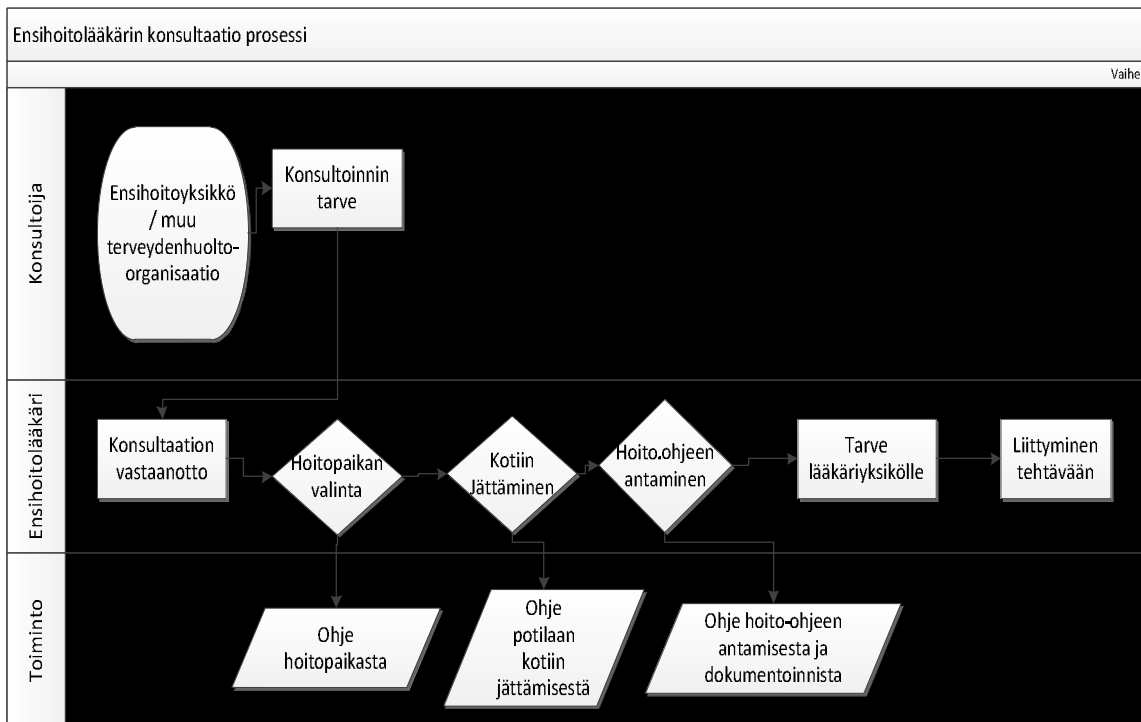 Ensihoitolääkärin konsultaatio prosessi
Vaihe
Konsultoija
Ensihoitoyksikkö
/ muu
terveydenhuolto-
organisaatio
Konsultoinnin
tarve
Ensihoitolääkäri
Konsultaation
vastaanotto
Hoitopaikan
valinta
Kotiin
Jättäminen
Hoito.ohjeen
antaminen
Tarve
lääkäriyksikölle
Liittyminen
tehtävään
Toiminto
Ohje
hoitopaikasta
Ohje
potilaan
kotiin
jättämisestä
Ohje hoito-ohjeen
antamisesta ja
dokumentoinnista